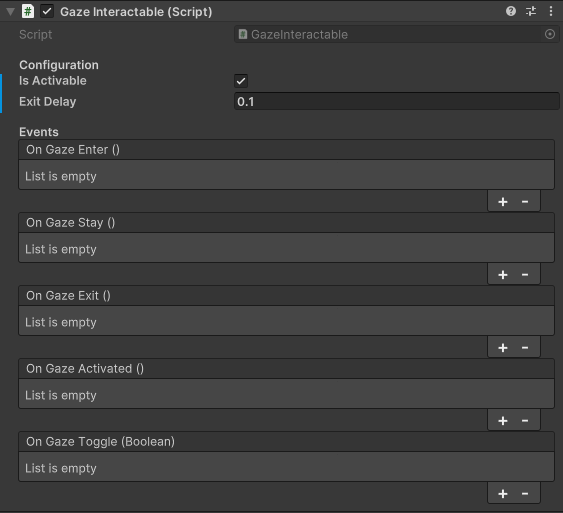 Gaze Interactable (Script)
Script GazeInteractable
Configuration
Is Activable
Exit Delay 0.1
Events
On Gaze Enter ()
List is empty
+ -
On Gaze Stay ()
List is empty
+ -
On Gaze Exit ()
List is empty
+ -
On Gaze Activated ()
List is empty
+ -
On Gaze Toggle (Boolean)
List is empty
+ -